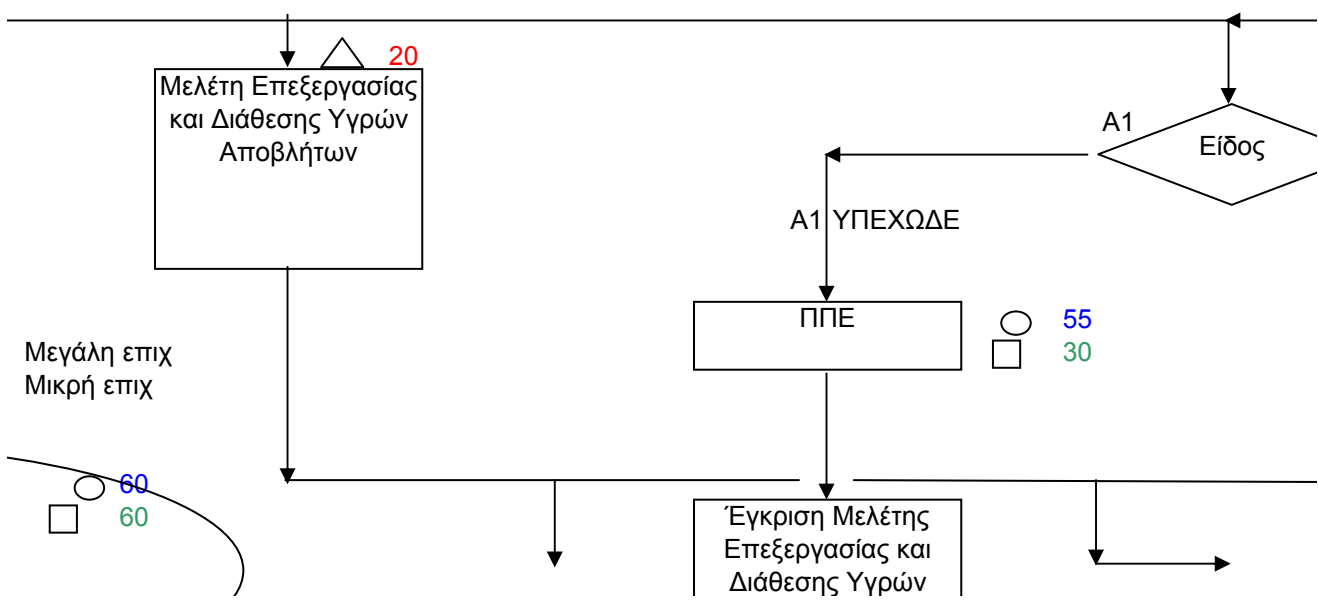 20
Μελέτη Επεξεργασίας
και Διάθεσης Υγρών
Αποβλήτων
Α1
Είδος
Α1 ΥΠΕΧΩΔΕ
ΠΠΕ
55
30
Μεγάλη επιχ
Μικρή επιχ
60
60
Έγκριση Μελέτης
Επεξεργασίας και
Διάθεσης Υγρών